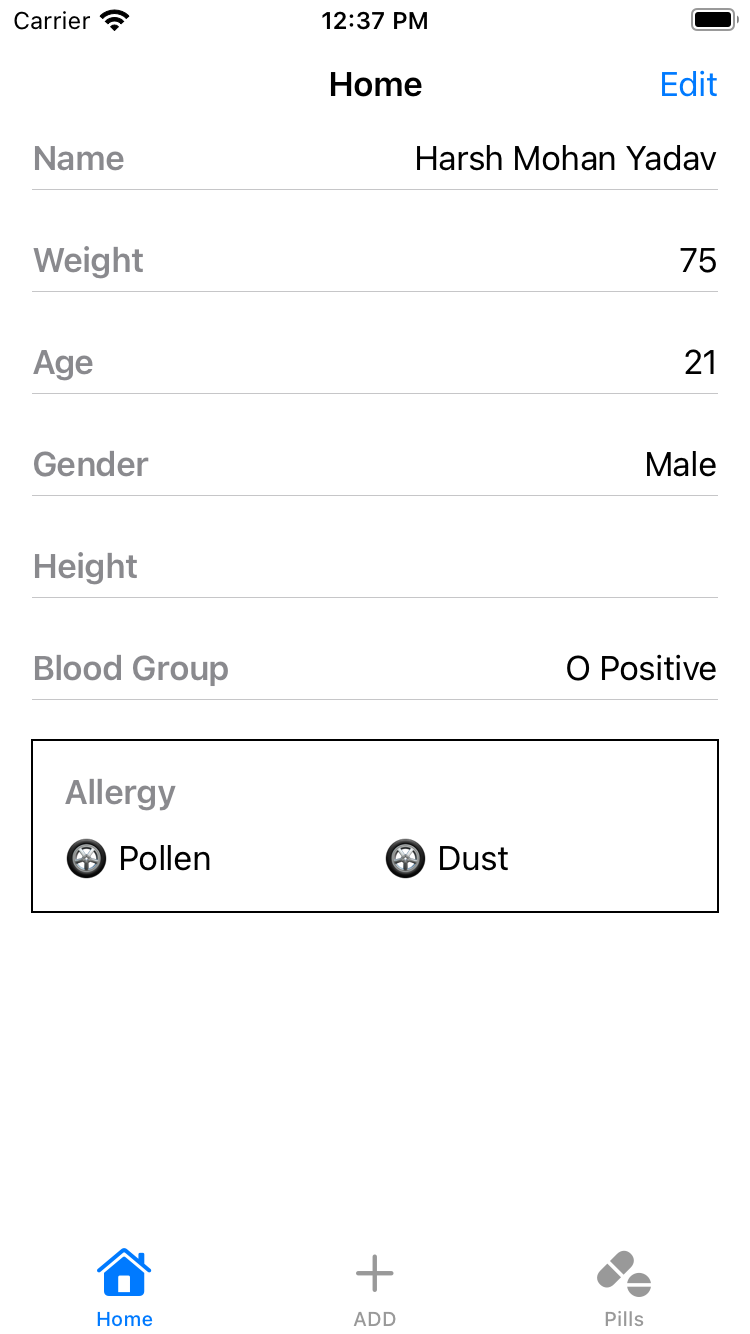 Carrier 12:37 PM
Home Edit
Name Harsh Mohan Yadav
Weight 75
Age 21
Gender Male
Height
Blood Group O Positive
Allergy
Pollen Dust
Home ADD Pills